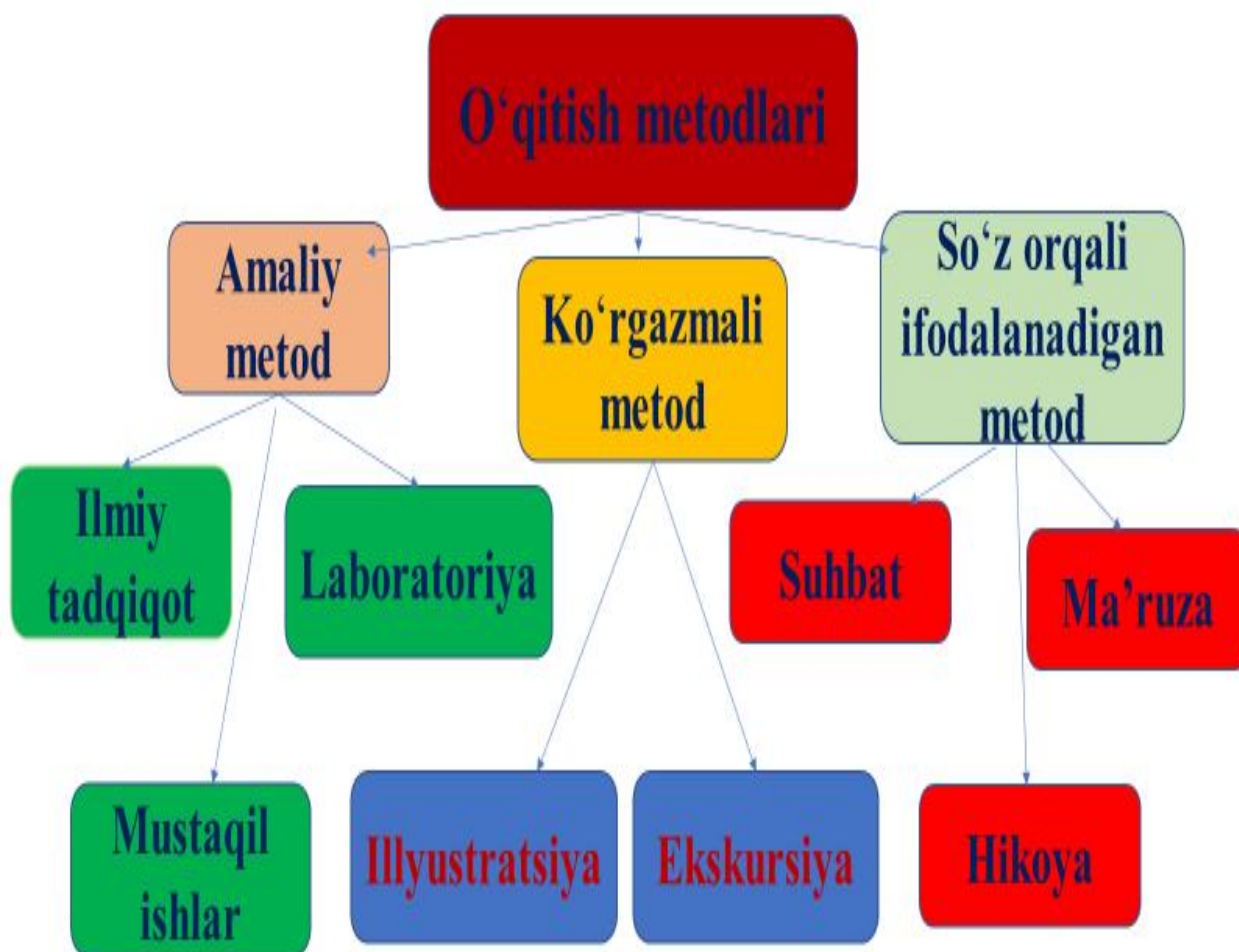 O‘qitish metodlari
Amaliy
metod
Ko‘rgazmali
metod
So‘z orqali
ifodalanadigan
metod
Ilmiy
tadqiqot
Laboratoriya
Suhbat
Ma’ruza
Mustaqil
ishlar
Illyustratsiya
Ekskursiya
Hikoya